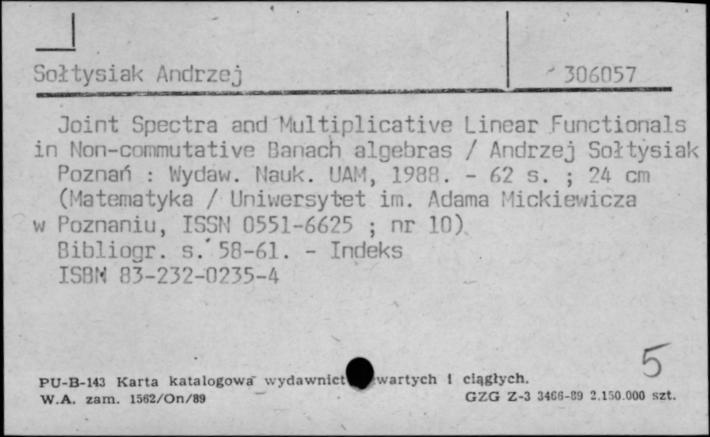 Sołtysiak Andrzej 306057
Joint Spectra and Multiplicative Linear Functionals
in Non-commutative Banach algebras / Andrzej Sołtysiak
Poznań : Wydaw. Nauk. UAM, 1988. - 62 s. ; 24 cm
(Matematyka / Uniwersytet im. Adama Mickiewicza
w Poznaniu, ISSN 0551-6625 ; nr 10)
Bibliogr. s. 58-61. - Indeks
ISBN 83-232-0235-4
5
PU-B-143 Karta katalogowa wydawnict wartych i ciągłych.
W.A. zam. 1562/On/89 GZG Z-3 3466-89 2.150.000 szt.